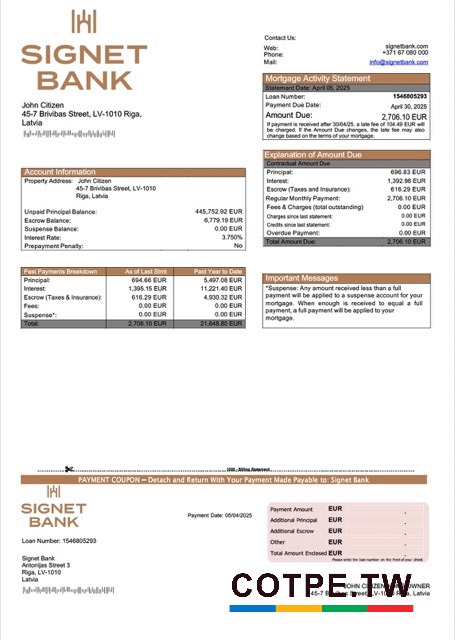 SIGNET
BANK
Contact Us:
Web: signetbank.com
Phone: +371 67 080 000
Mail: info@signetbank.com
Mortgage Activity Statement
Statement Date: April 05, 2025
Loan Number: 1546805293
Payment Due Date: April 30, 2025
Amount Due: 2,706.10 EUR
If payment is received after 30/04/25, a late fee of 104.49 EUR will
be charged. If the Amount Due changes, the late fee may also
change based on the terms of your mortgage.
John Citizen
45-7 Brivibas Street, LV-1010 Riga,
Latvia
Explanation of Amount Due
Contractual Amount Due
Principal: 696.83 EUR
Interest: 1,392.98 EUR
Escrow (Taxes and Insurance): 616.29 EUR
Regular Monthly Payment: 2,706.10 EUR
Fees & Charges (total outstanding) 0.00 EUR
Charges since last statement: 0.00 EUR
Credits since last statement: 0.00 EUR
Overdue Payment: 0.00 EUR
Total Amount Due: 2,706.10 EUR
Account Information
Property Address: John Citizen
45-7 Brivibas Street, LV-1010
Riga, Latvia
Unpaid Principal Balance: 445,752.92 EUR
Escrow Balance: 6,779.19 EUR
Suspense Balance: 0.00 EUR
Interest Rate: 3.750%
Prepayment Penalty: No
Past Payments Breakdown As of Last Stmt Paid Year to Date
Principal: 694.66 EUR 5,497.08 EUR
Interest: 1,395.15 EUR 11,221.40 EUR
Escrow (Taxes & Insurance): 616.29 EUR 4,930.32 EUR
Fees: 0.00 EUR 0.00 EUR
Suspense*: 0.00 EUR 0.00 EUR
Total: 2,706.10 EUR 21,648.80 EUR
Important Messages
*Suspense: Any amount received less than a full
payment will be applied to a suspense account for your
mortgage. When enough is received to equal a full
payment, a full payment will be applied to your
mortgage.
Billing Statement
PAYMENT COUPON – Detach and Return With Your Payment Made Payable to: Signet Bank
SIGNET
BANK
Payment Date: 05/04/2025
Payment Amount EUR
Additional Principal EUR
Additional Escrow EUR
Other EUR
Total Amount Enclosed EUR
Please write the loan number on the front of your check.
Loan Number: 1546805293
Signet Bank
Antonijas Street 3
Riga, LV-1010
Latvia
JOHN CITIZEN
COTPE.TW